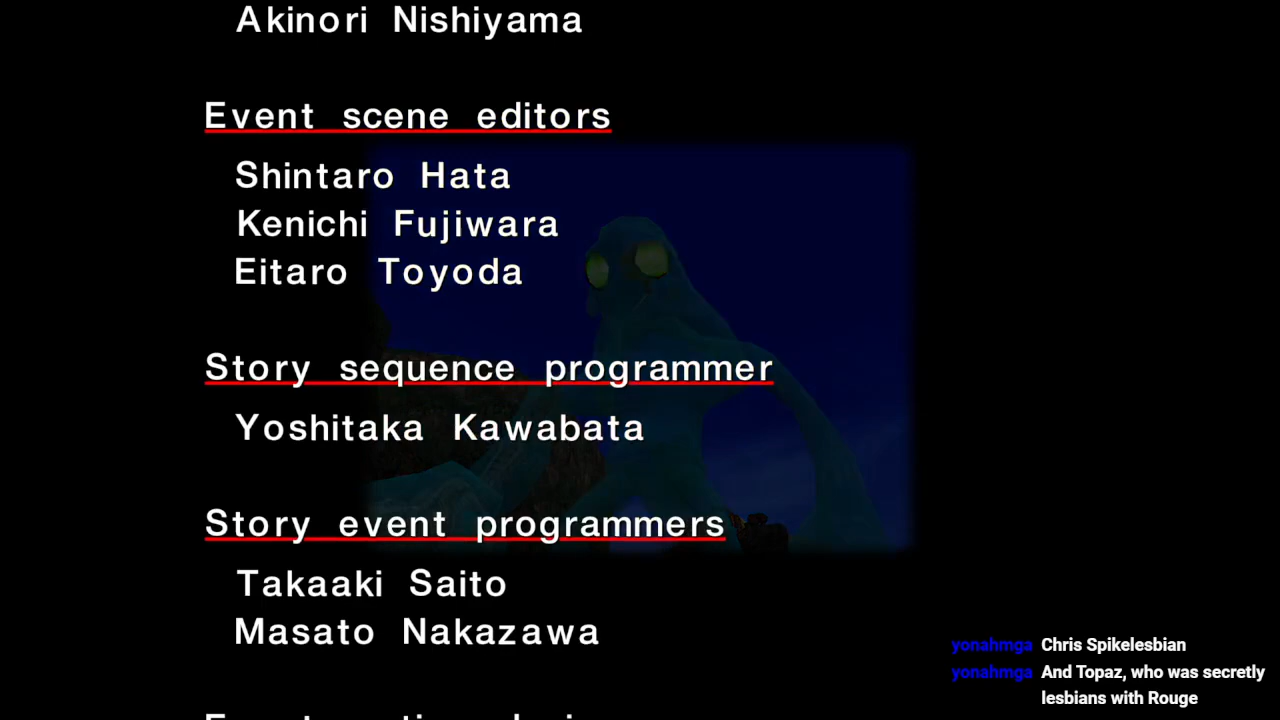 Akinori Nishiyama
Event scene editors
Shintaro Hata
Kenichi Fujiwara
Eitaro Toyoda
Story sequence programmer
Yoshitaka Kawabata
Story event programmers
Takaaki Saito
Masato Nakazawa
yonahmga Chris Spikelesbian
yonahmga And Topaz, who was secretly
lesbians with Rouge